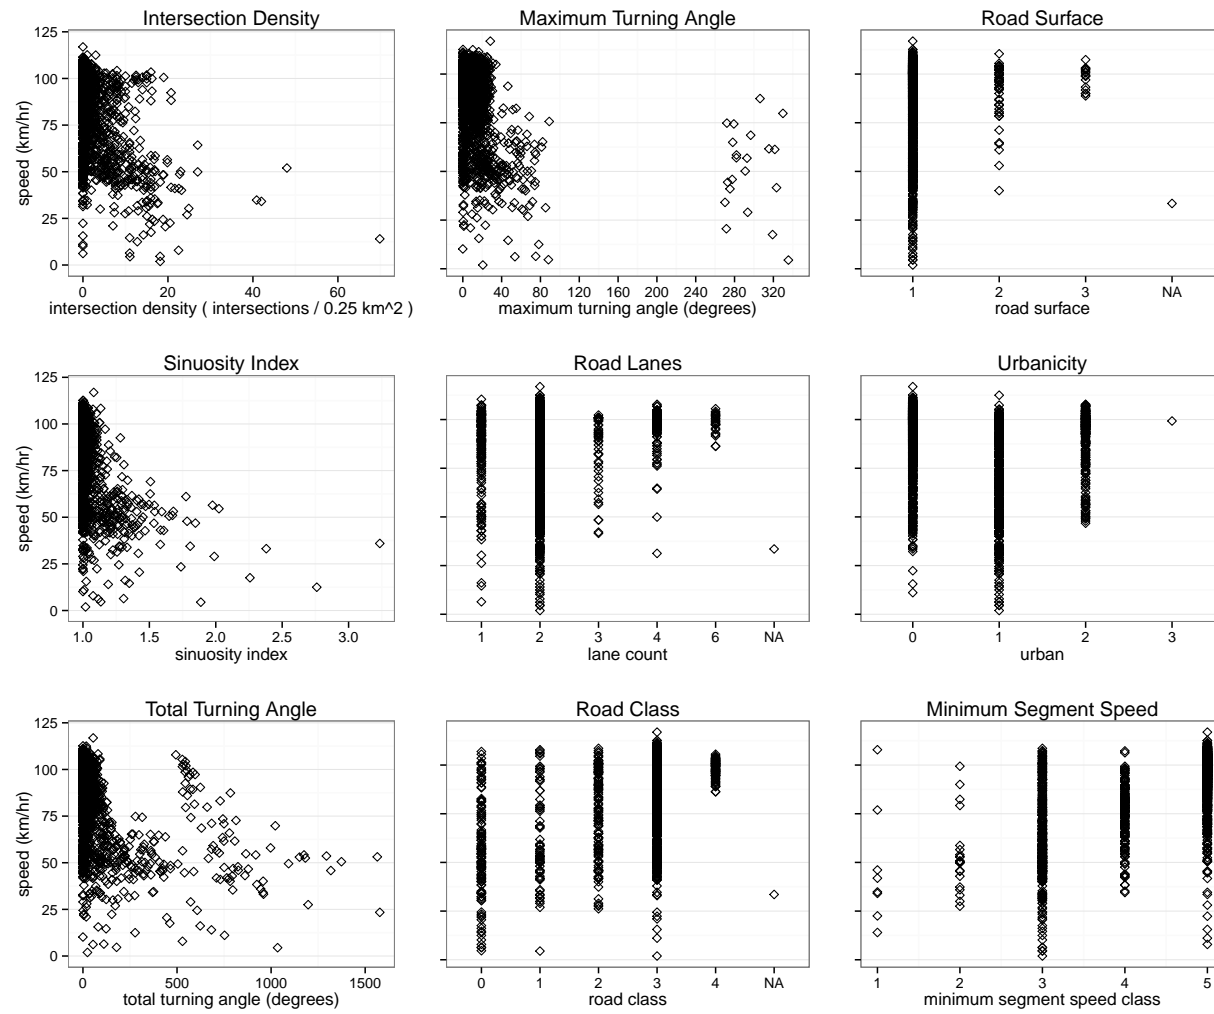 Intersection Density
125
100
75
50
25
0
speed (km/hr)
0 20 40 60
intersection density ( intersections / 0.25 km^2 )
Maximum Turning Angle
0 40 80 120 160 200 240 280 320
maximum turning angle (degrees)
Road Surface
1 2 3 NA
road surface
Sinuosity Index
125
100
75
50
25
0
speed (km/hr)
1.0 1.5 2.0 2.5 3.0
sinuosity index
Road Lanes
1 2 3 4 6 NA
lane count
Urbanicity
0 1 2 3
urban
Total Turning Angle
125
100
75
50
25
0
speed (km/hr)
0 500 1000 1500
total turning angle (degrees)
Road Class
0 1 2 3 4 NA
road class
Minimum Segment Speed
1 2 3 4 5
minimum segment speed class